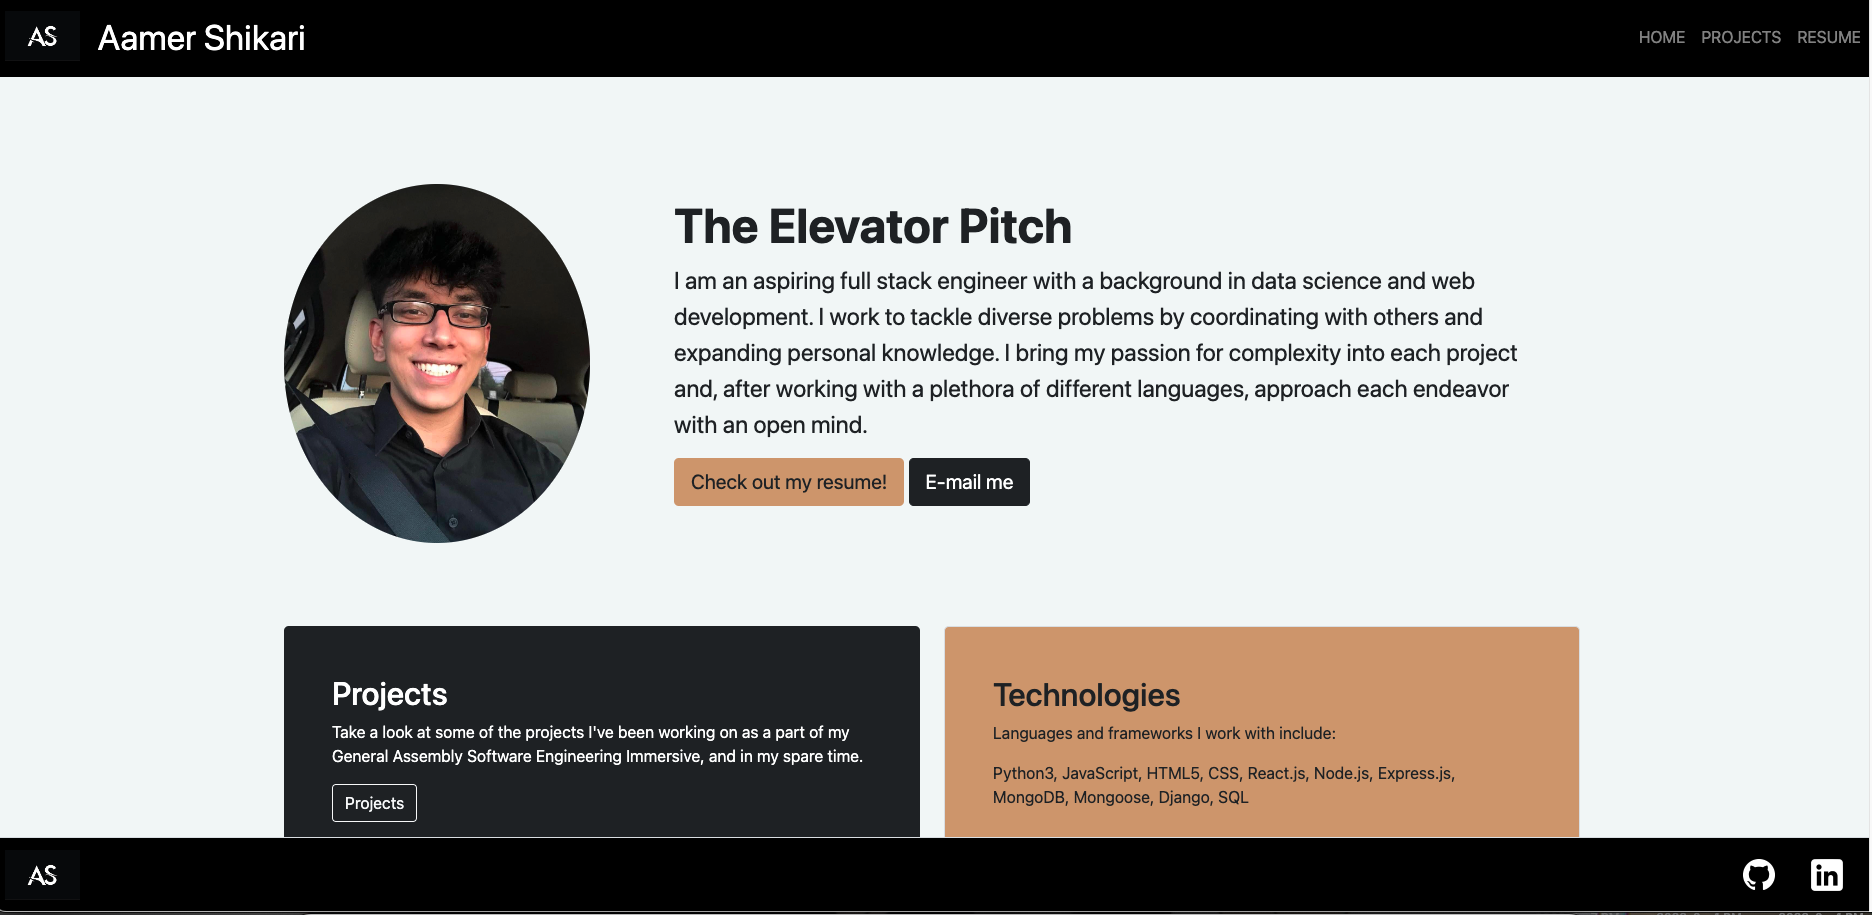 AS Aamer Shikari HOME PROJECTS RESUME
The Elevator Pitch
I am an aspiring full stack engineer with a background in data science and web
development. I work to tackle diverse problems by coordinating with others and
expanding personal knowledge. I bring my passion for complexity into each project
and, after working with a plethora of different languages, approach each endeavor
with an open mind.
Check out my resume! E-mail me
Projects
Take a look at some of the projects I've been working on as a part of my
General Assembly Software Engineering Immersive, and in my spare time.
Projects
Technologies
Languages and frameworks I work with include:
Python3, JavaScript, HTML5, CSS, React.js, Node.js, Express.js,
MongoDB, Mongoose, Django, SQL
AS in